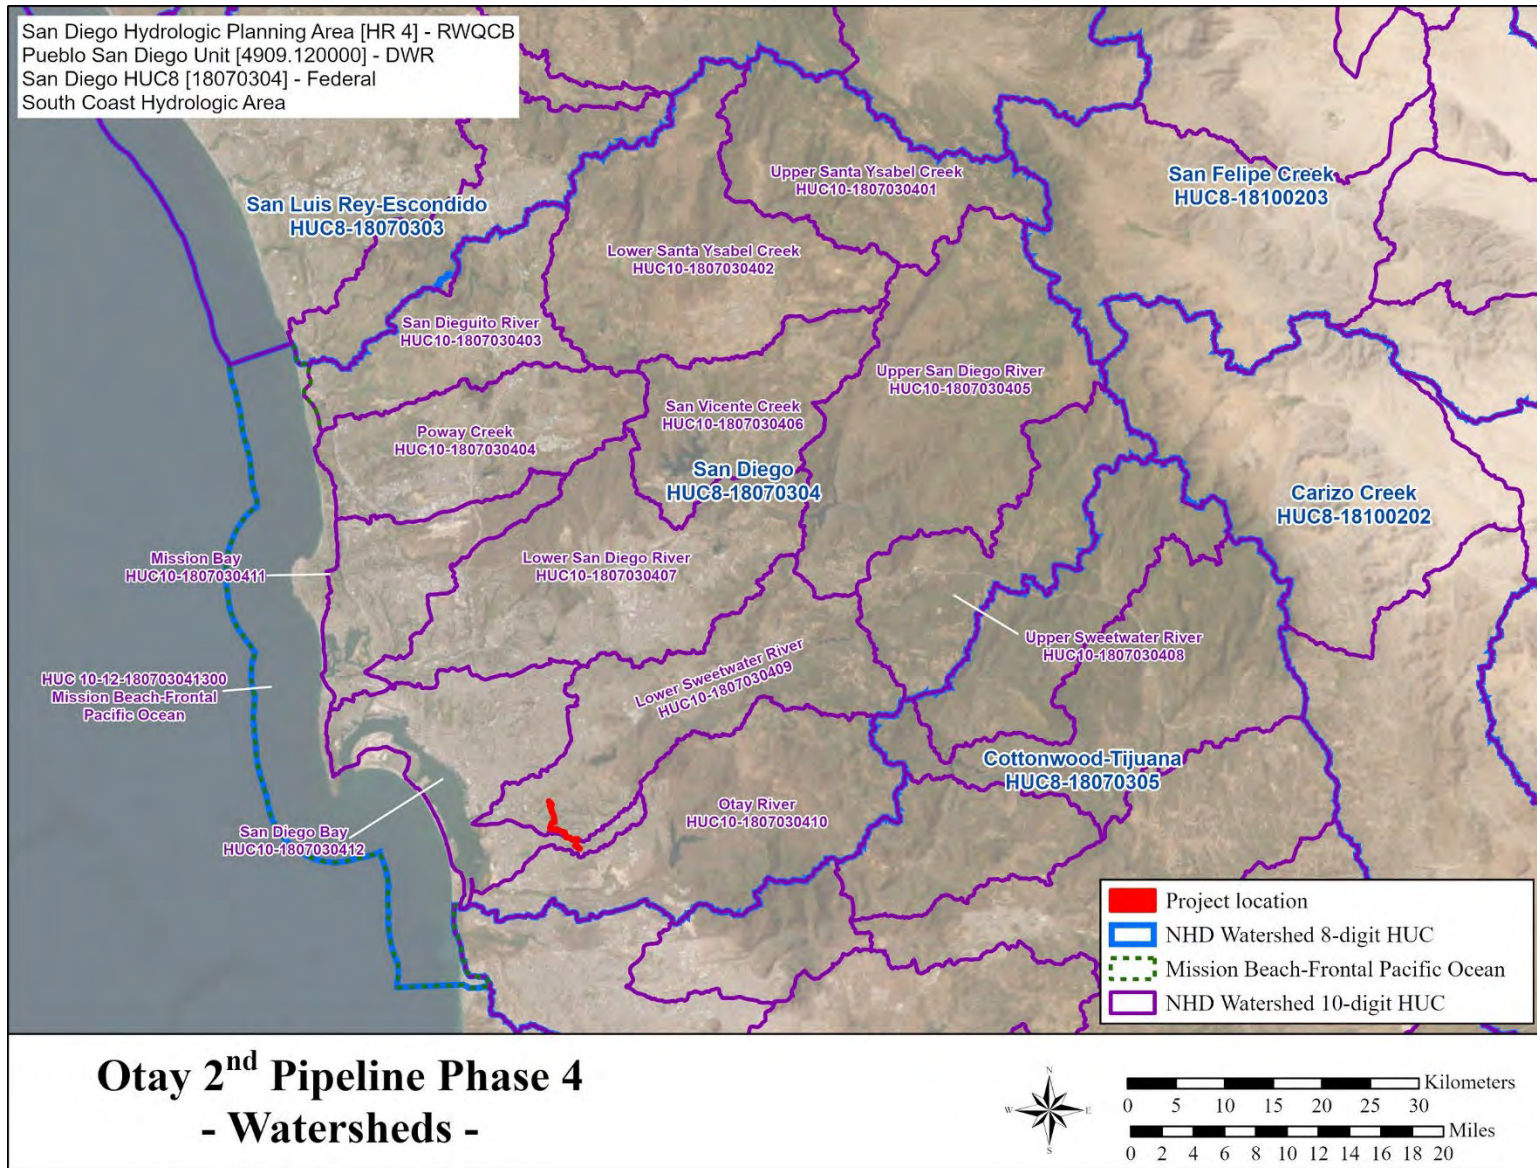 San Diego Hydrologic Planning Area [HR 4] - RWQCB
Pueblo San Diego Unit [4909.120000] - DWR
San Diego HUC8 [18070304] - Federal
South Coast Hydrologic Area
Upper Santa Ysabel Creek
HUC10-1807030401
San Felipe Creek
HUC8-18100203
San Luis Rey-Escondido
HUC8-18070303
Lower Santa Ysabel Creek
HUC10-1807030402
San Dieguito River
HUC10-1807030403
Upper San Diego River
HUC10-1807030405
San Vicente Creek
HUC10-1807030406
Poway Creek
HUC10-1807030404
San Diego
HUC8-18070304
Carizo Creek
HUC8-18100202
Mission Bay
HUC10-1807030411
Lower San Diego River
HUC10-1807030407
Upper Sweetwater River
HUC10-1807030408
Lower Sweetwater River
HUC10-1807030409
HUC 10-12-180703041300
Mission Beach-Frontal
Pacific Ocean
Cottonwood-Tijuana
HUC8-18070305
Otay River
HUC10-1807030410
San Diego Bay
HUC10-1807030412
Project location
NHD Watershed 8-digit HUC
Mission Beach-Frontal Pacific Ocean
NHD Watershed 10-digit HUC
Otay 2nd Pipeline Phase 4
- Watersheds -
N
W E
S
Kilometers
0 5 10 15 20 25 30
Miles
0 2 4 6 8 10 12 14 16 18 20